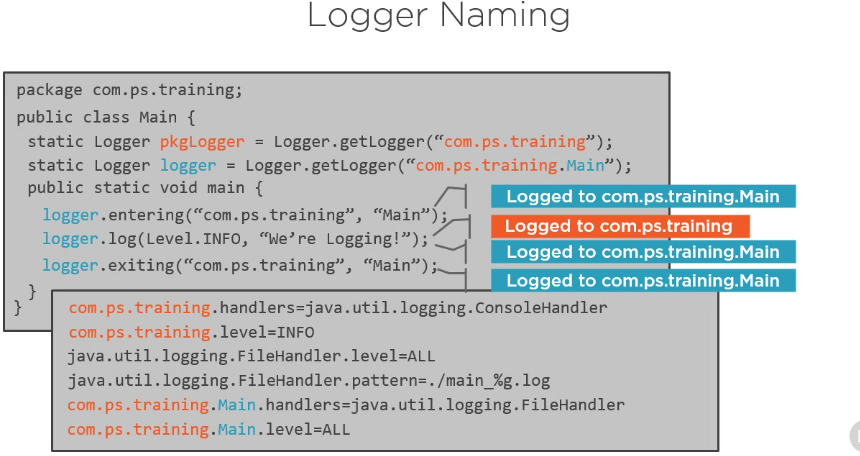 Logger Naming
package com.ps.training;
public class Main {
static Logger pkgLogger = Logger.getLogger(“com.ps.training”);
static Logger logger = Logger.getLogger(“com.ps.training.Main”);
public static void main {
logger.entering(“com.ps.training”, “Main”);
Logged to com.ps.training.Main
logger.log(Level.INFO, “We’re Logging!”);
Logged to com.ps.training
Logged to com.ps.training.Main
logger.exiting(“com.ps.training”, “Main”);
Logged to com.ps.training.Main
}
}
com.ps.training.handlers=java.util.logging.ConsoleHandler
com.ps.training.level=INFO
java.util.logging.FileHandler.level=ALL
java.util.logging.FileHandler.pattern=./main_%g.log
com.ps.training.Main.handlers=java.util.logging.FileHandler
com.ps.training.Main.level=ALL